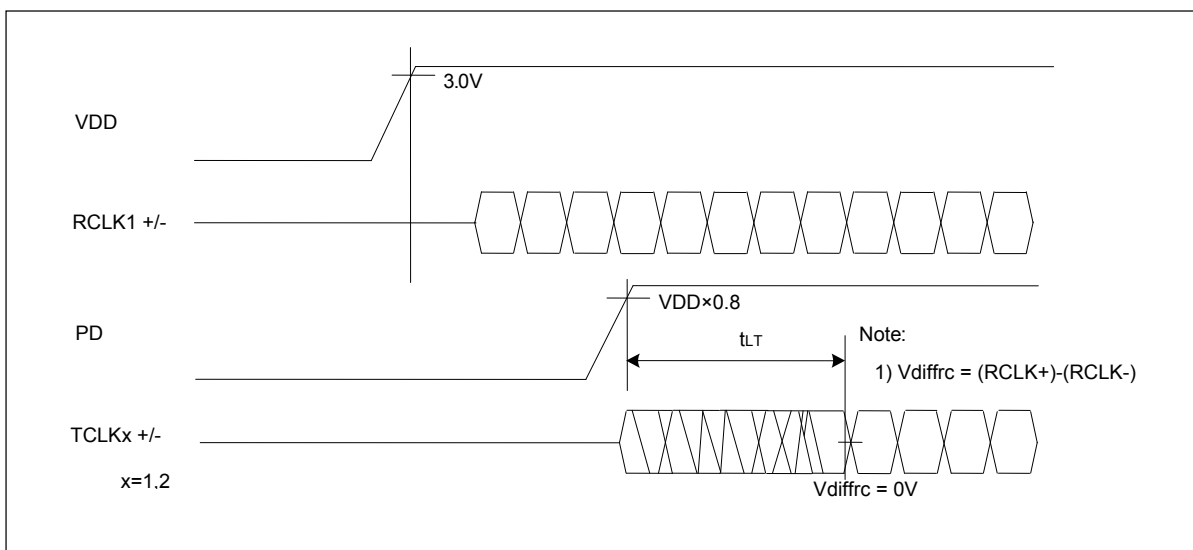 3.0V
VDD
RCLK1 +/-
VDD×0.8
PD
tLT
Note:
1) Vdiffrc = (RCLK+)-(RCLK-)
TCLKx +/-
x=1,2
Vdiffrc = 0V